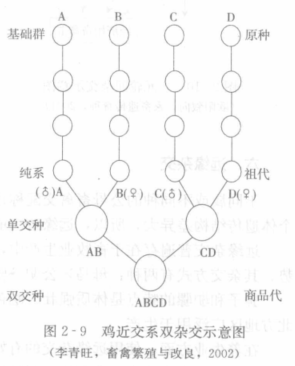 A B C D
基础群 原种
纯系 祖代
(♂)A B(♀) C(♂) D(♀)
单交种
AB CD
双交种 商品代
ABCD
图 2-9 鸡近交系双杂交示意图
(李青旺，畜禽繁殖与改良，2002)